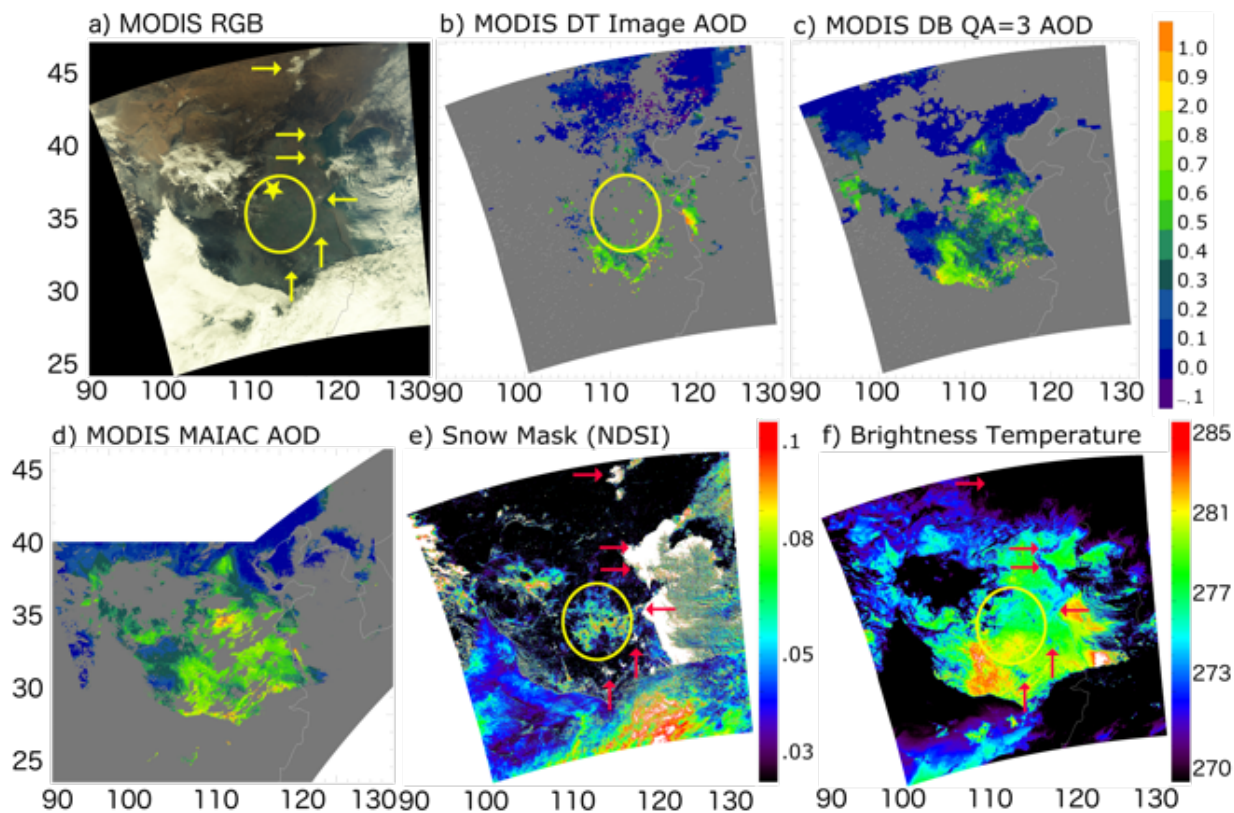 a) MODIS RGB
b) MODIS DT Image AOD
c) MODIS DB QA=3 AOD
45
40
35
30
25
90 100 110 120 130
90 100 110 120 130
90 100 110 120 130
1.0
0.9
2.0
0.8
0.7
0.6
0.5
0.4
0.3
0.2
0.1
0.0
-.1
d) MODIS MAIAC AOD
e) Snow Mask (NDSI)
f) Brightness Temperature
45
40
35
30
25
90 100 110 120 130
100 110 120 130
90 100 110 120 130
.1
.08
.05
.03
285
281
277
273
270